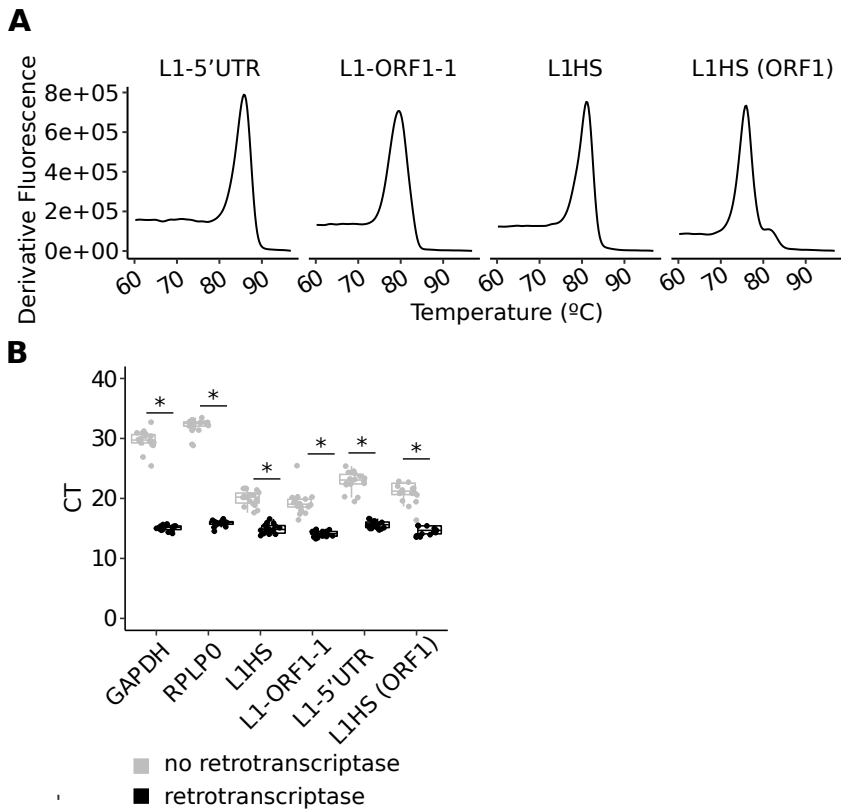 A
L1-5’UTR L1-ORF1-1 L1HS L1HS (ORF1)
Derivative Fluorescence
8e+05
6e+05
4e+05
2e+05
0e+00
60 70 80 90 60 70 80 90 60 70 80 90 60 70 80 90
Temperature (ºC)
B
CT
40
30
20
10
0
* * * * * *
GAPDH
RPLP0
L1HS
L1-ORF1-1
L1-5’UTR
L1HS (ORF1)
no retrotranscriptase
retrotranscriptase